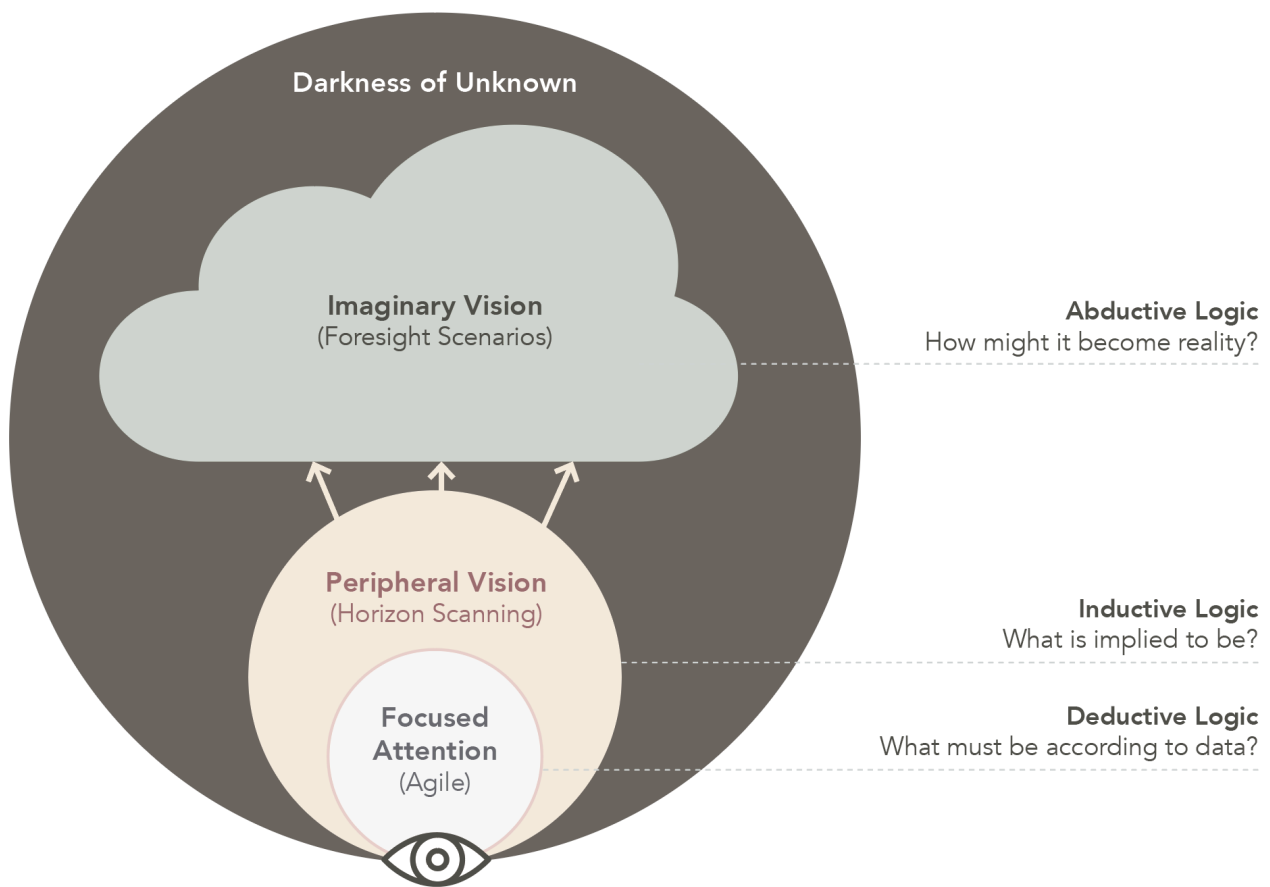 Darkness of Unknown
Imaginary Vision
(Foresight Scenarios)
Abductive Logic
How might it become reality?
Peripheral Vision
(Horizon Scanning)
Inductive Logic
What is implied to be?
Focused
Attention
(Agile)
Deductive Logic
What must be according to data?